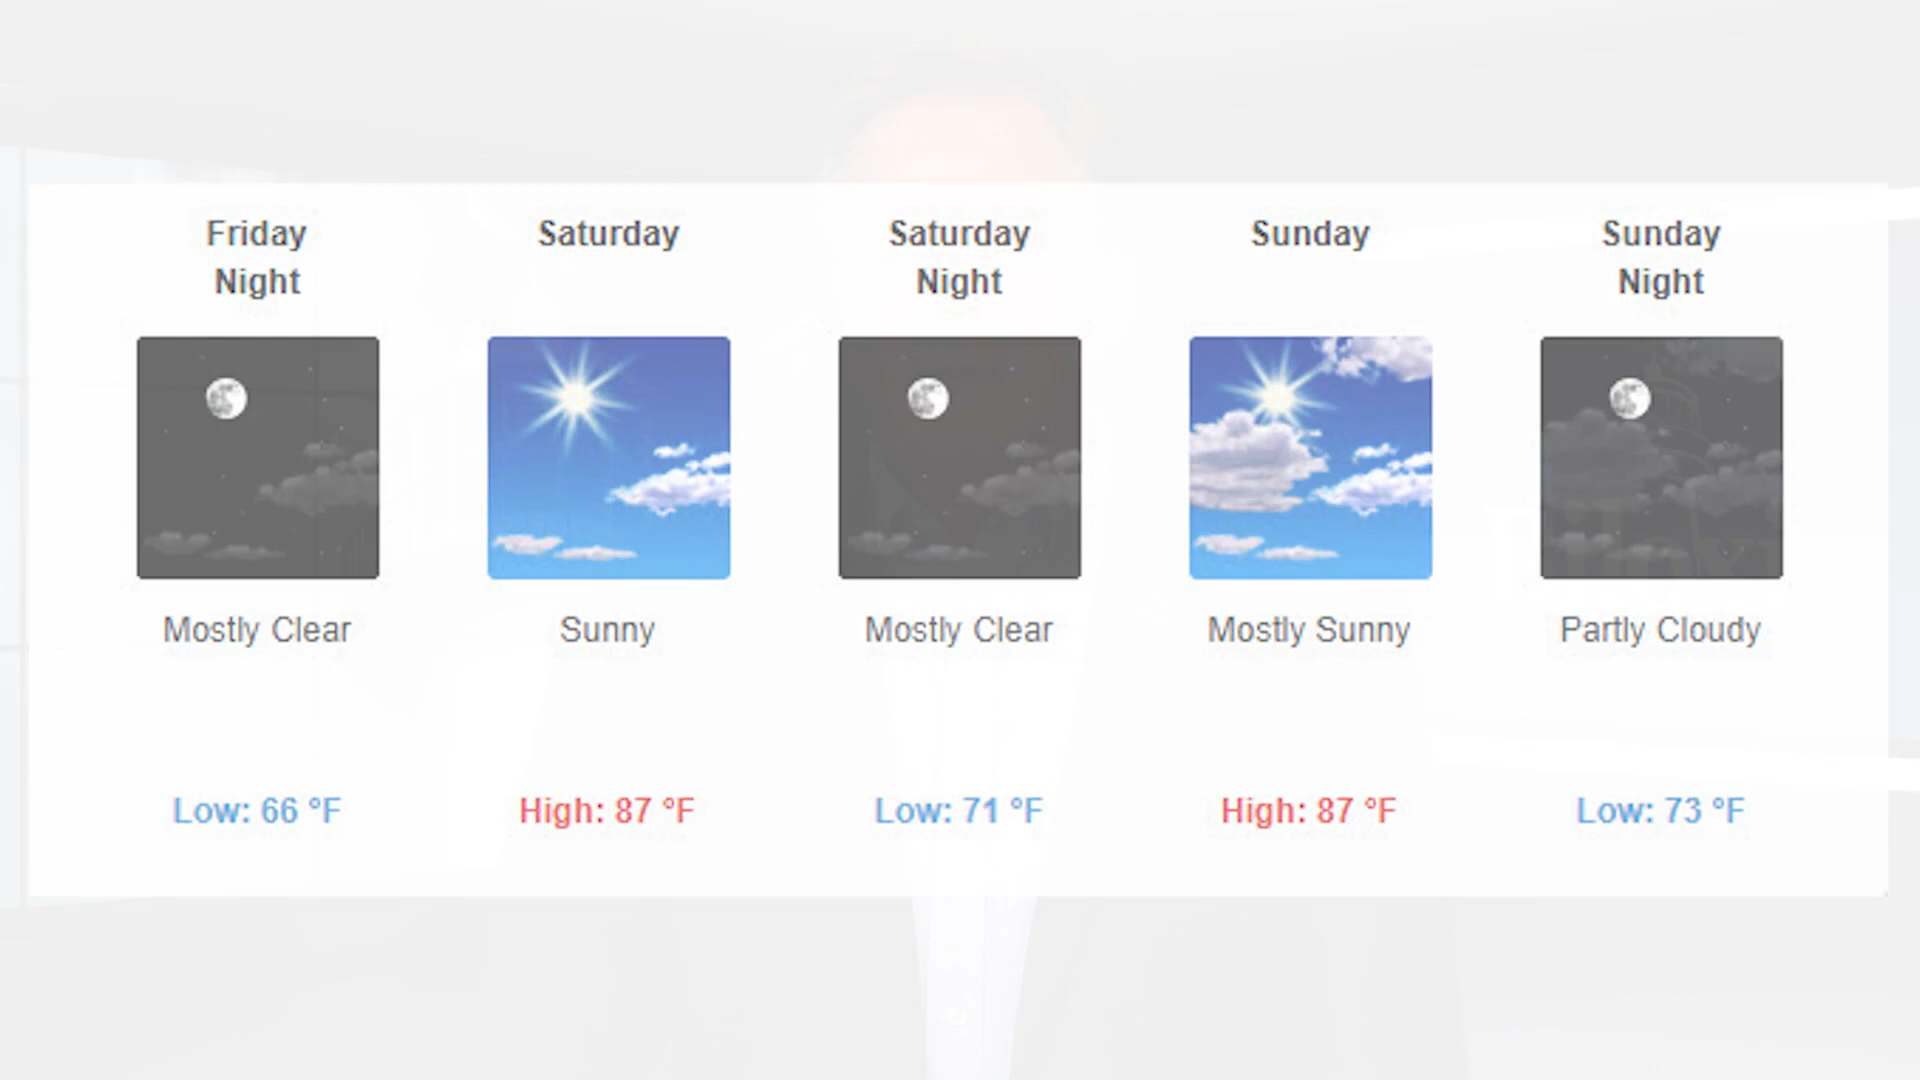 Friday
Night
Saturday
Saturday
Night
Sunday
Sunday
Night
Mostly Clear
Sunny
Mostly Clear
Mostly Sunny
Partly Cloudy
Low: 66 °F
High: 87 °F
Low: 71 °F
High: 87 °F
Low: 73 °F